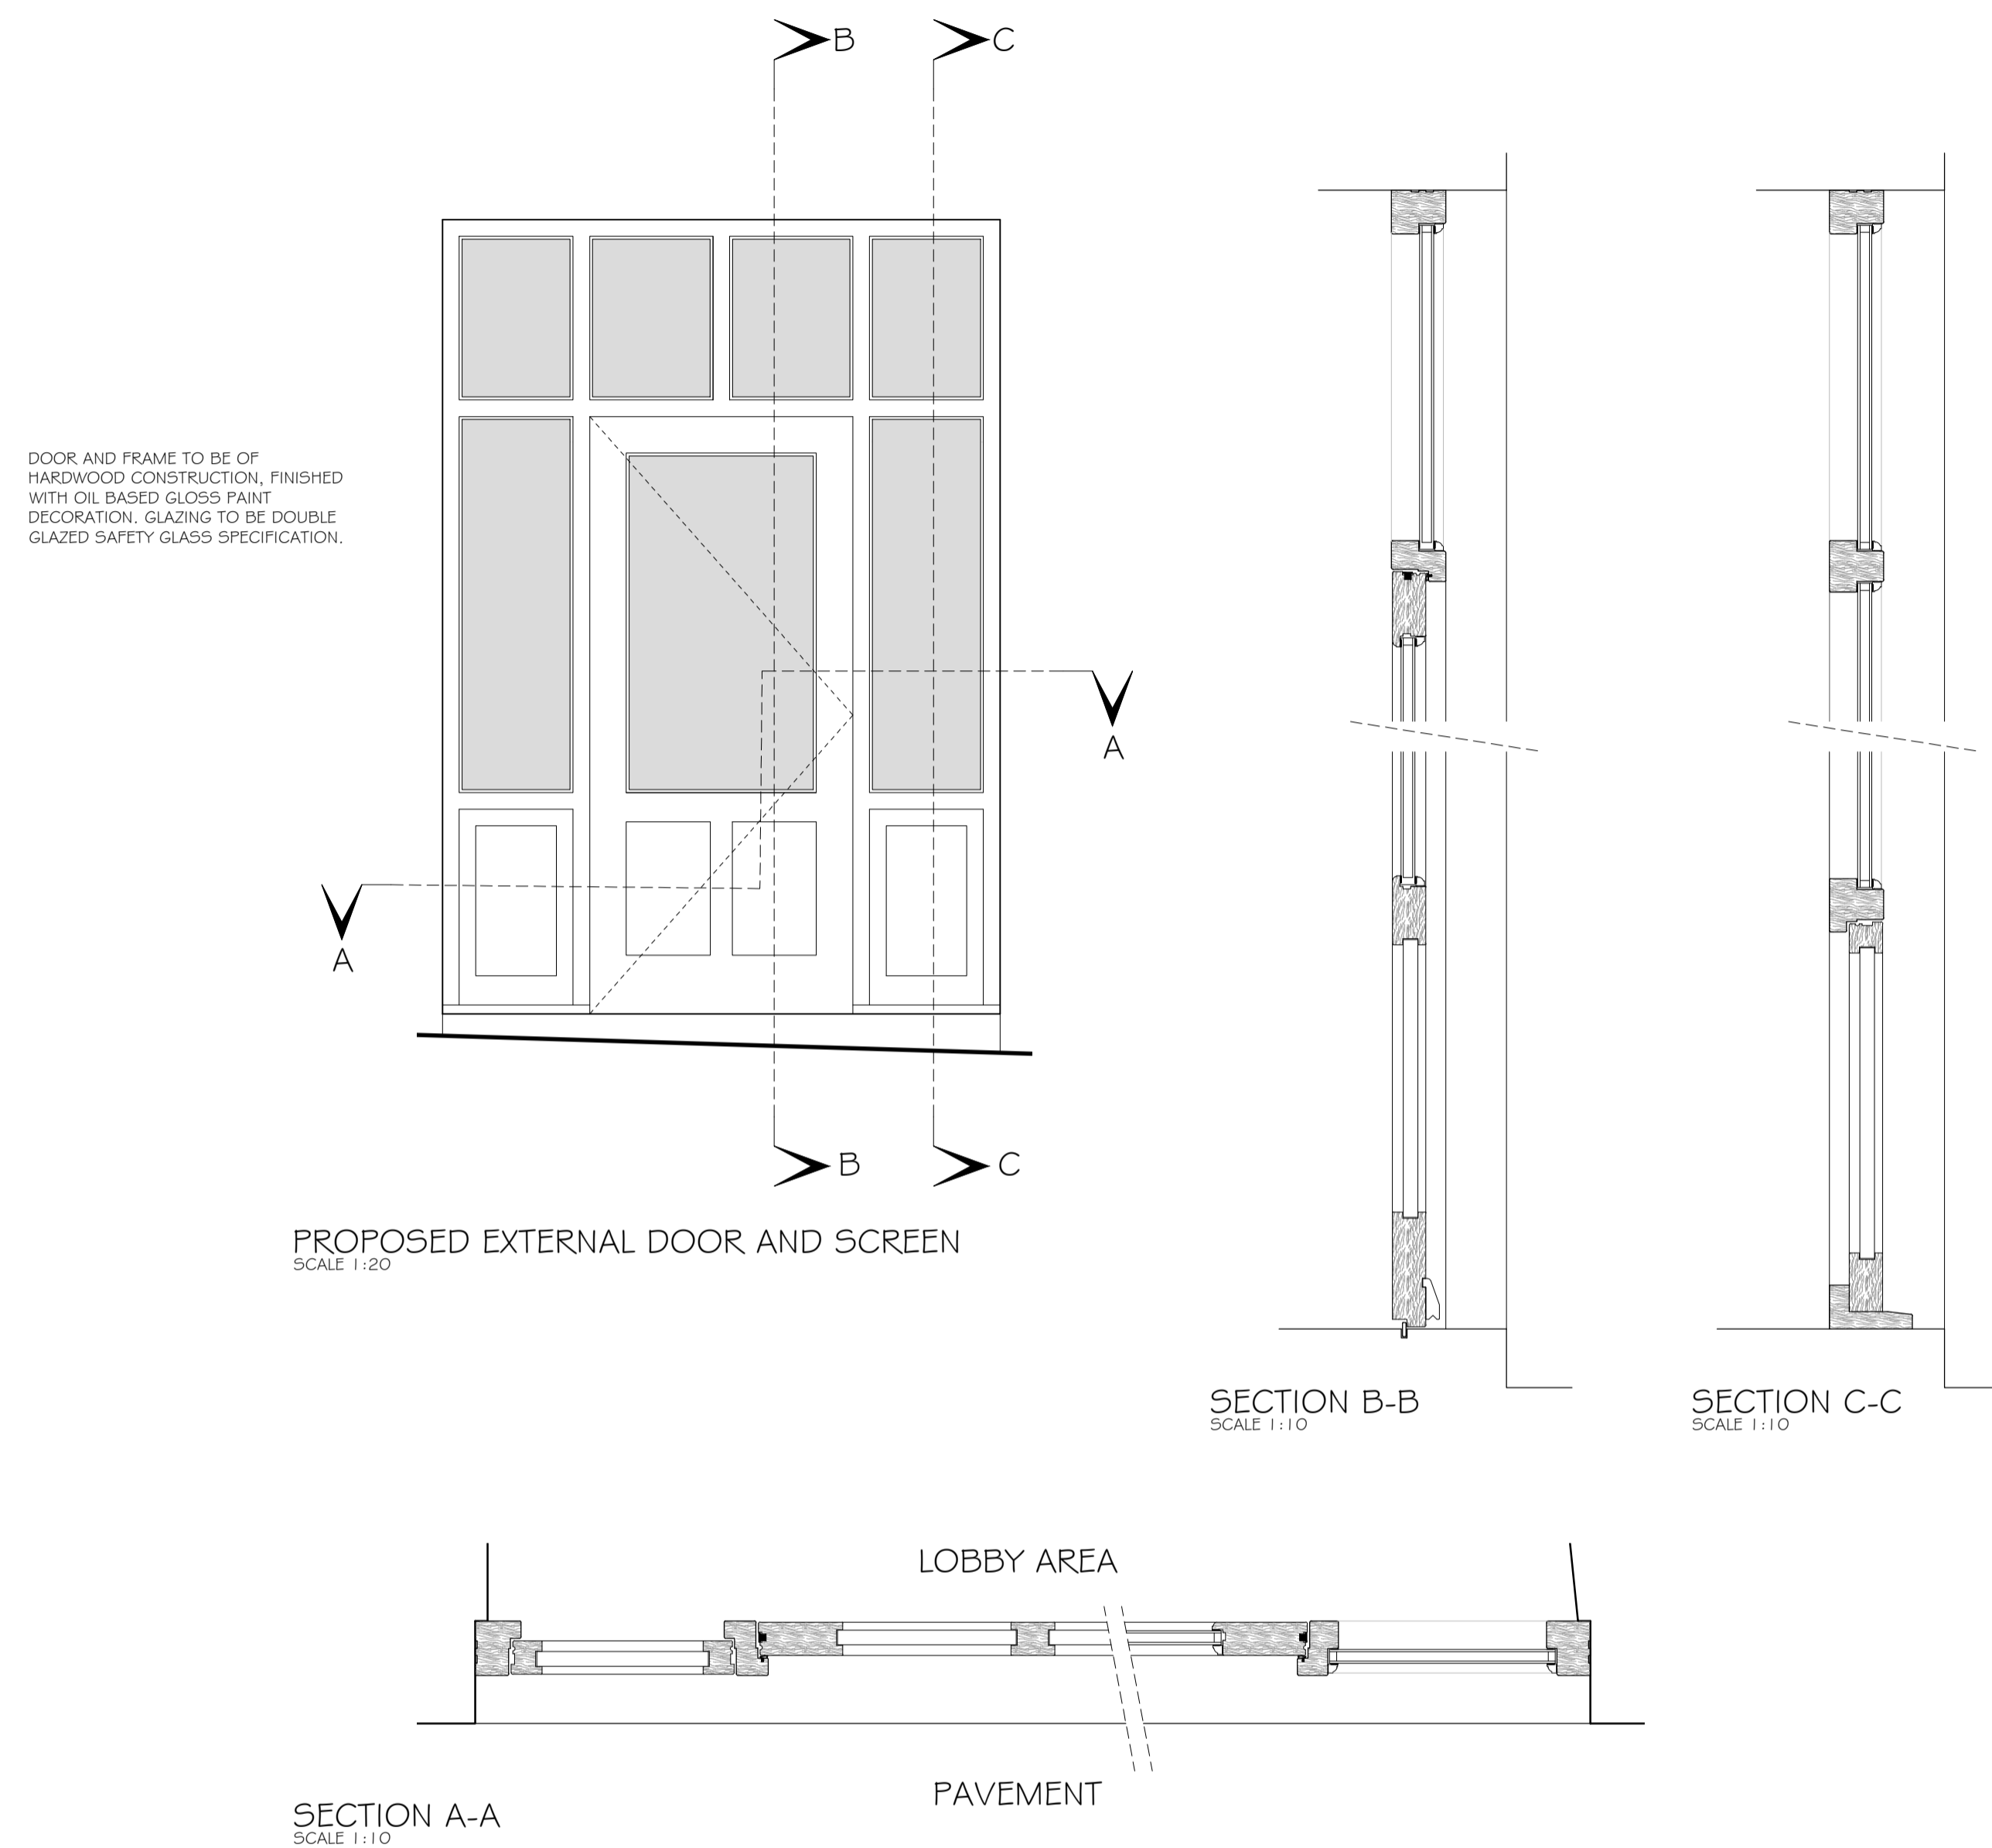 B
C
DOOR AND FRAME TO BE OF
HARDWOOD CONSTRUCTION, FINISHED
WITH OIL BASED GLOSS PAINT
DECORATION. GLAZING TO BE DOUBLE
GLAZED SAFETY GLASS SPECIFICATION.
A
A
B
C
PROPOSED EXTERNAL DOOR AND SCREEN
SCALE 1:20
SECTION B-B
SCALE 1:10
SECTION C-C
SCALE 1:10
LOBBY AREA
PAVEMENT
SECTION A-A
SCALE 1:10